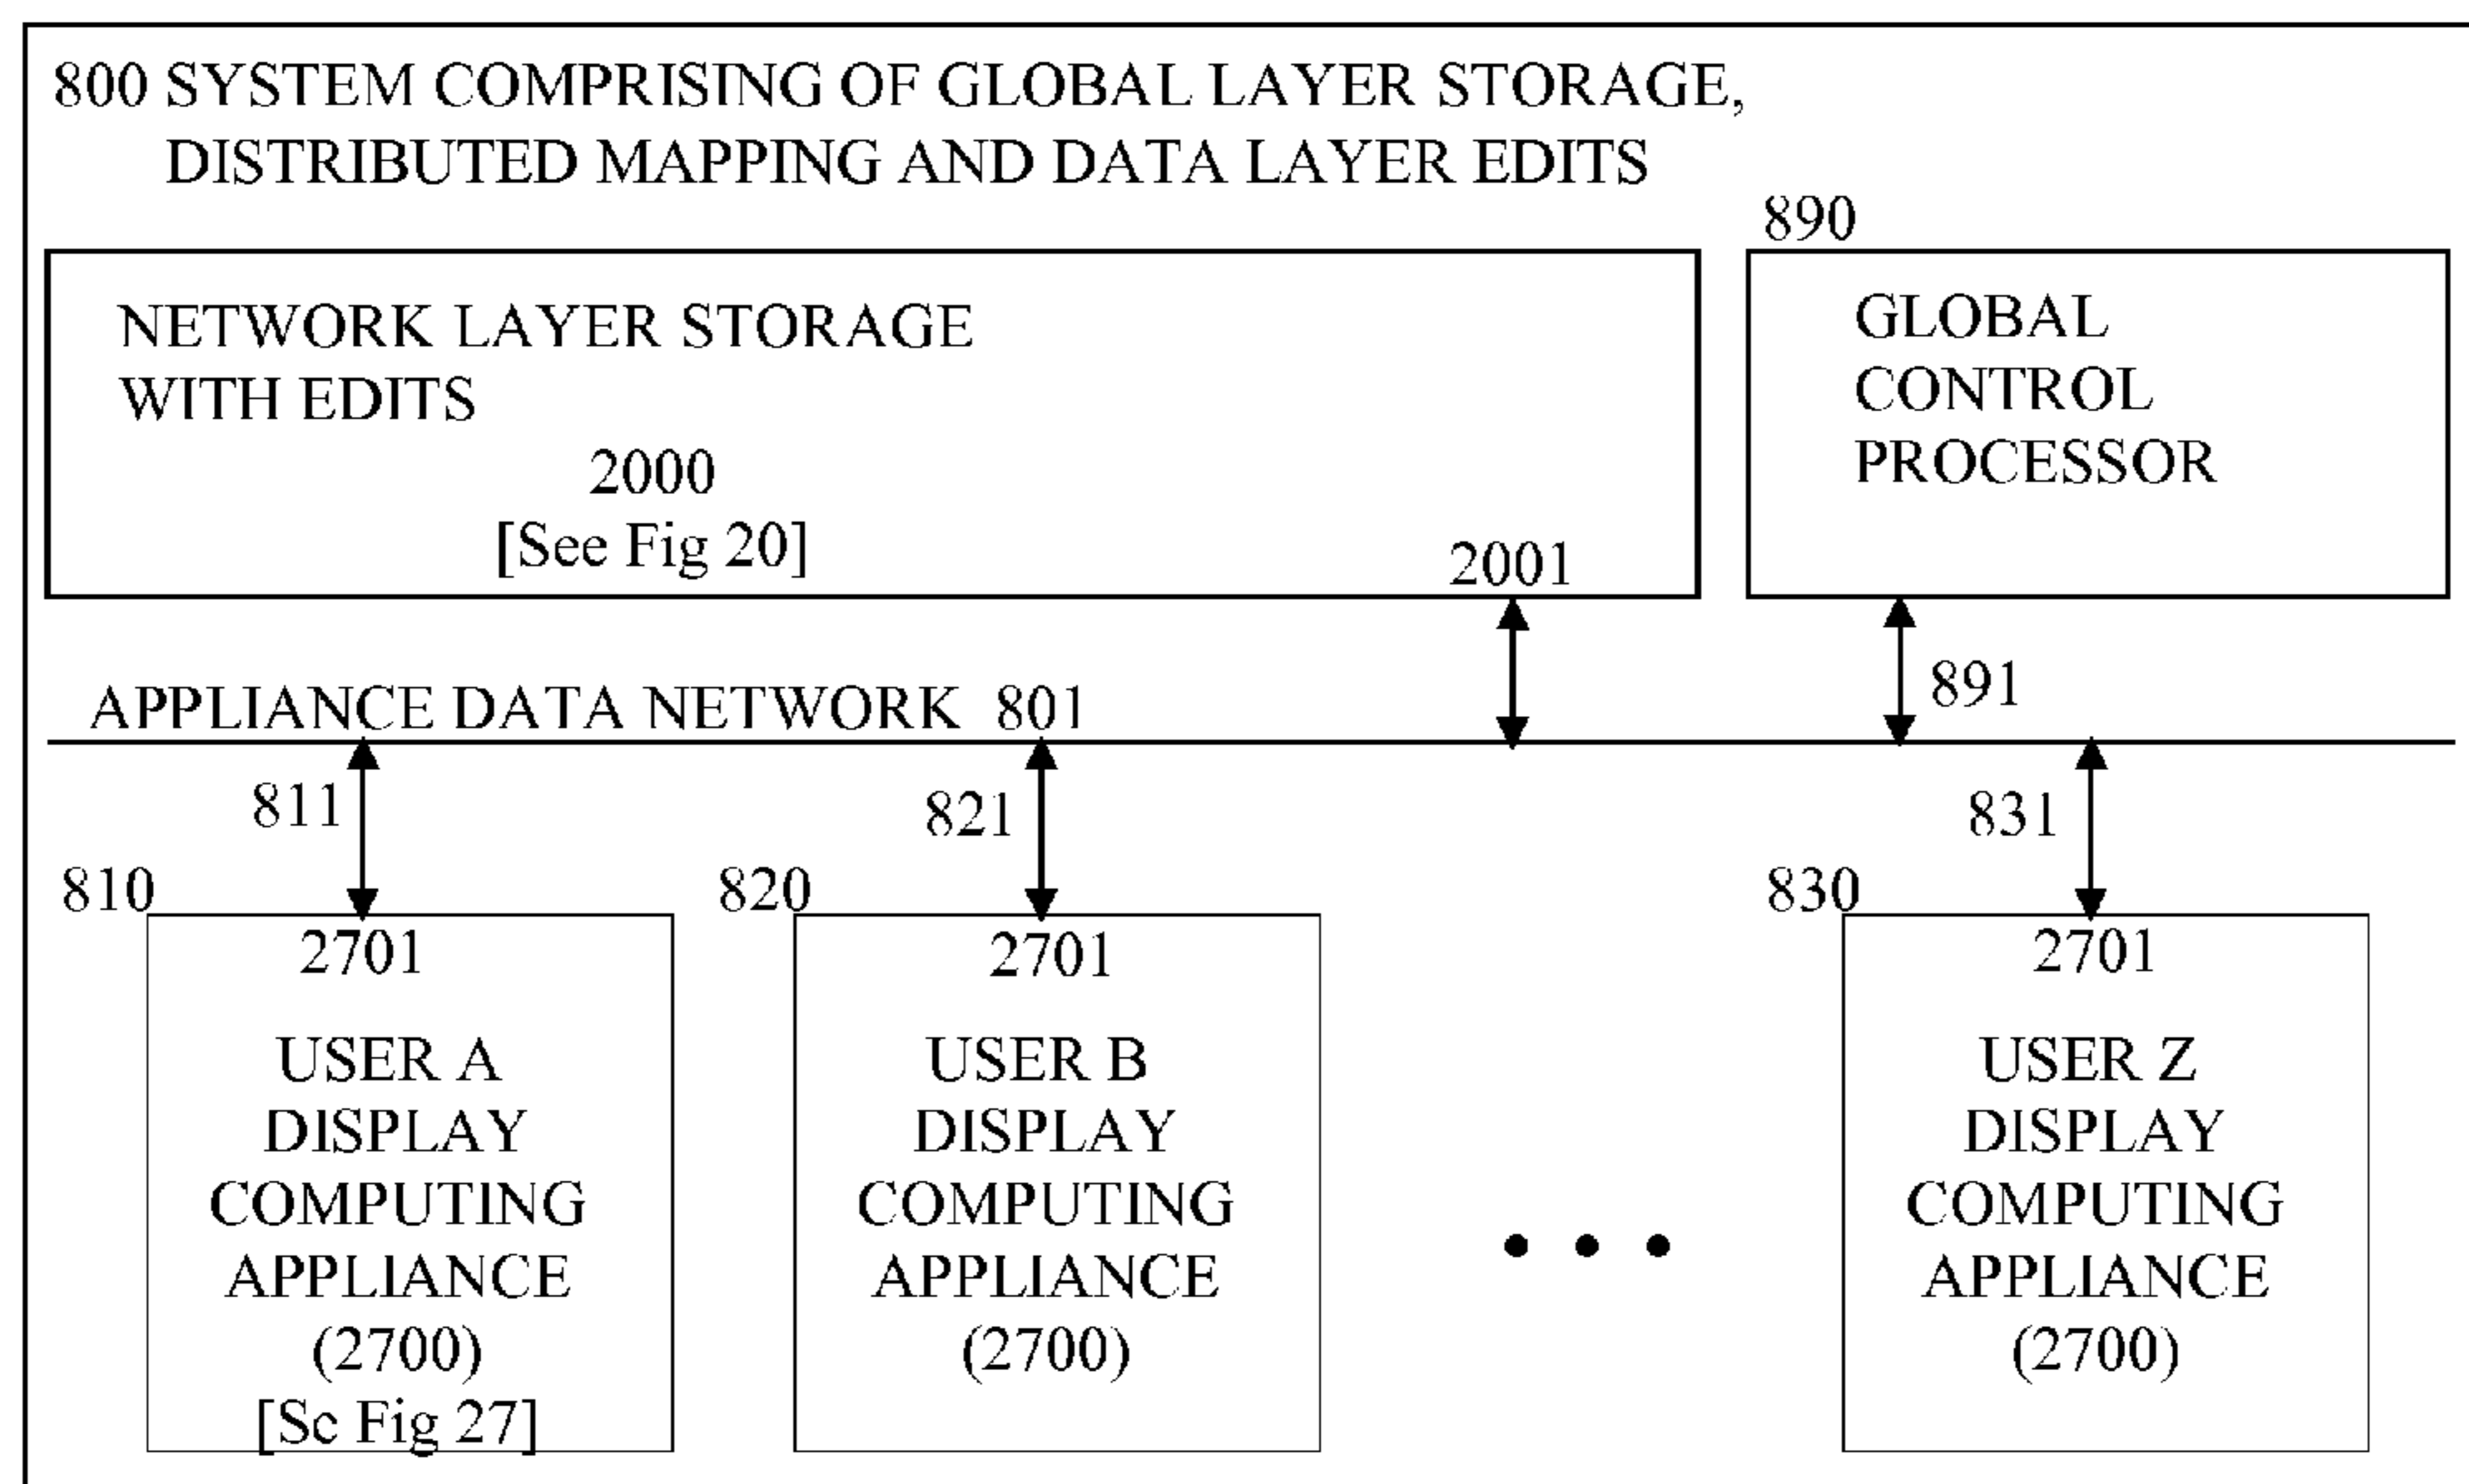 800 SYSTEM COMPRISING OF GLOBAL LAYER STORAGE,
DISTRIBUTED MAPPING AND DATA LAYER EDITS
890
NETWORK LAYER STORAGE
WITH EDITS
2000
[See Fig 20]
2001
GLOBAL
CONTROL
PROCESSOR
891
APPLIANCE DATA NETWORK 801
811
821
831
810
820
830
2701
USER A
DISPLAY
COMPUTING
APPLIANCE
(2700)
[Se Fig 27]
2701
USER B
DISPLAY
COMPUTING
APPLIANCE
(2700)
• • •
2701
USER Z
DISPLAY
COMPUTING
APPLIANCE
(2700)